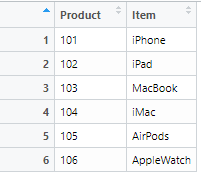 Product Item
1 101 iPhone
2 102 iPad
3 103 MacBook
4 104 iMac
5 105 AirPods
6 106 AppleWatch